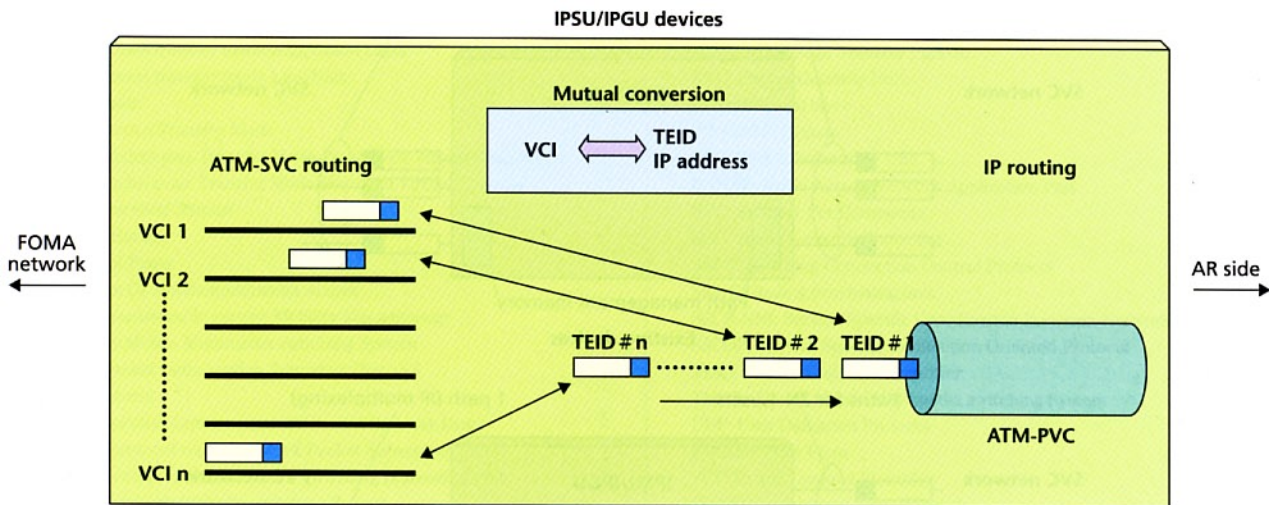 IPSU/IPGU devices
Mutual conversion
VCI
TEID
IP address
ATM-SVC routing
IP routing
VCI 1
FOMA
network
VCI 2
AR side
TEID # n
TEID # 2
TEID # 1
VCI n
ATM-PVC